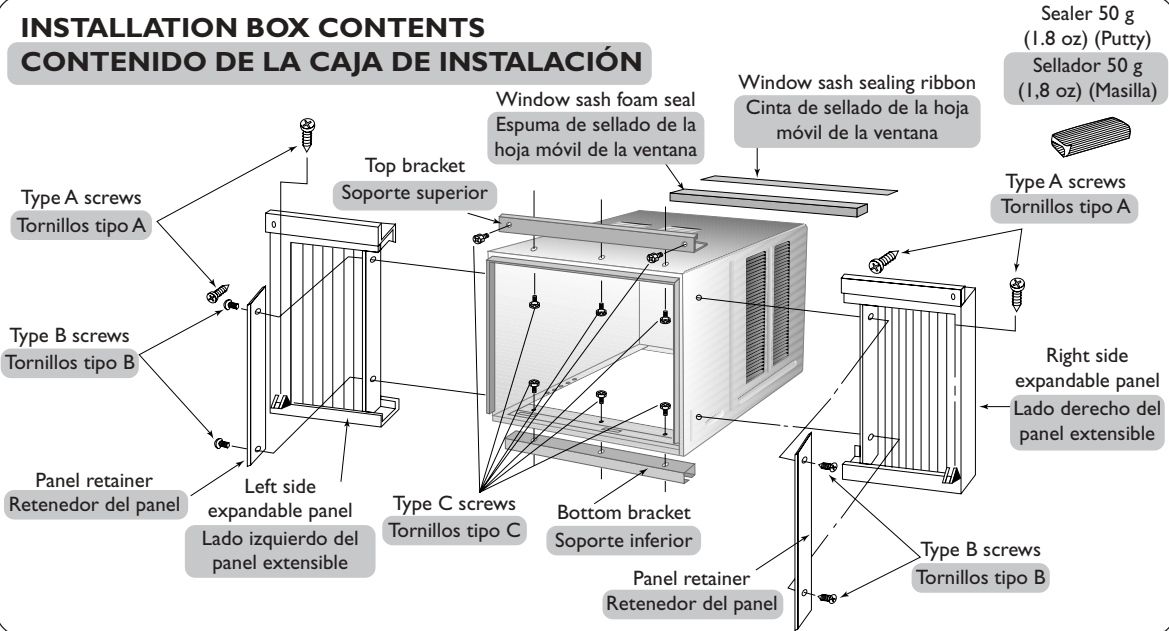 INSTALLATION BOX CONTENTS
CONTENIDO DE LA CAJA DE INSTALACIÓN
Sealer 50 g
(1.8 oz) (Putty)
Sellador 50 g
(1,8 oz) (Masilla)
Window sash sealing ribbon
Cinta de sellado de la hoja
móvil de la ventana
Window sash foam seal
Espuma de sellado de la
hoja móvil de la ventana
Top bracket
Soporte superior
Type A screws
Tornillos tipo A
Type A screws
Tornillos tipo A
Type B screws
Tornillos tipo B
Right side
expandable panel
Lado derecho del
panel extensible
Panel retainer
Retenedor del panel
Left side
expandable panel
Lado izquierdo del
panel extensible
Type C screws
Tornillos tipo C
Bottom bracket
Soporte inferior
Panel retainer
Retenedor del panel
Type B screws
Tornillos tipo B